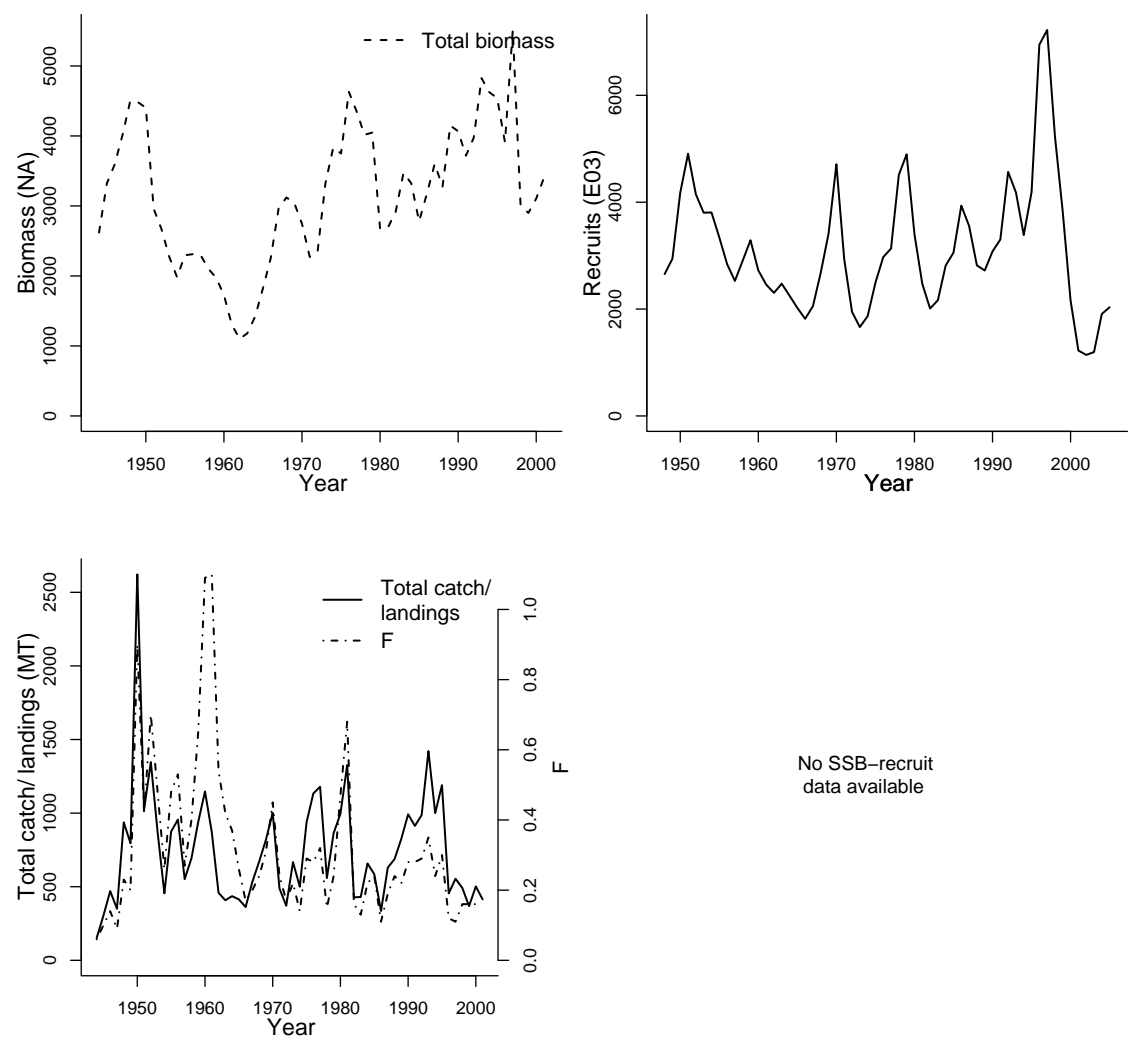 Total biomass
Biomass (NA)
0
1000
2000
3000
4000
5000
1950 1960 1970 1980 1990 2000
Year
Recruits (E03)
0
2000
4000
6000
1950 1960 1970 1980 1990 2000
Year
Total catch/
landings
F
Total catch/ landings (MT)
0
500
1000
1500
2000
2500
0.0
0.2
0.4
0.6
0.8
1.0
F
1950 1960 1970 1980 1990 2000
Year
No SSB−recruit
data available